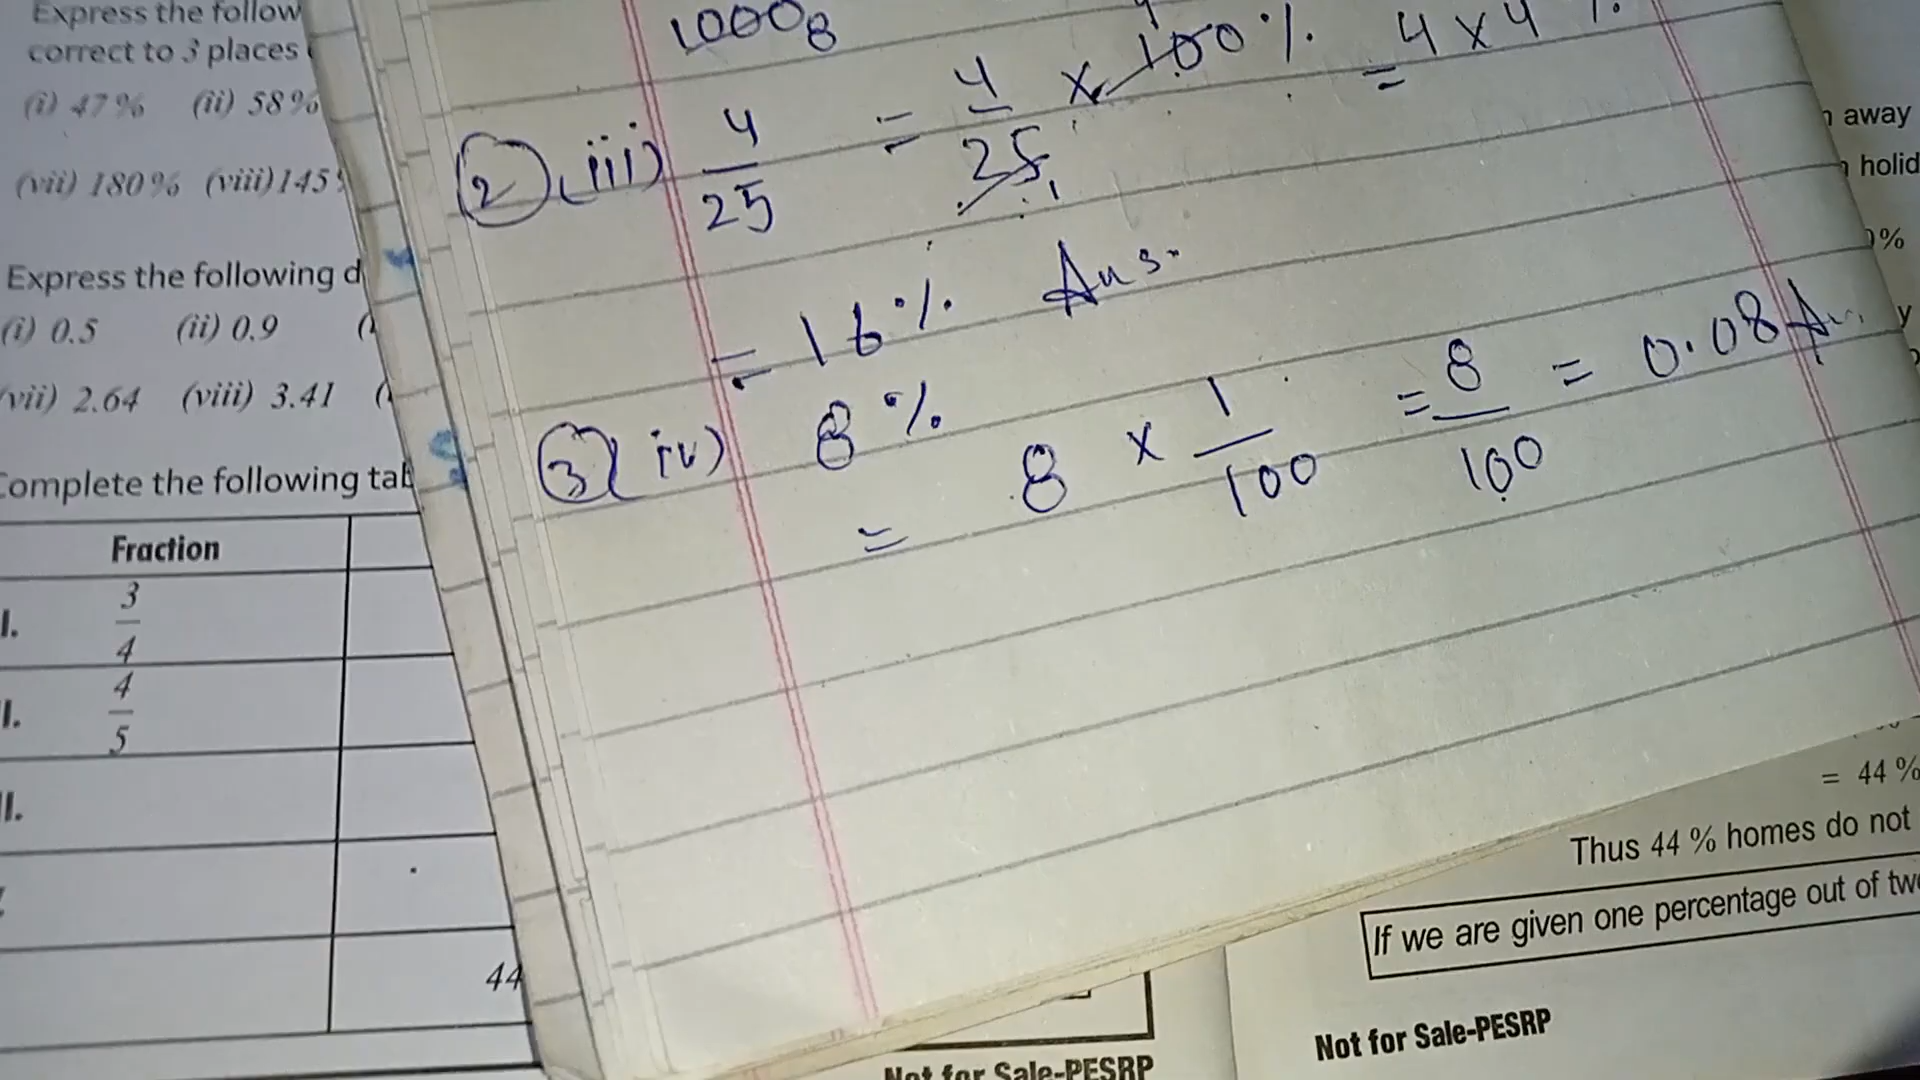 Express the follow
correct to 3 places
(i) 47% (ii) 58%
(vii) 180% (viii) 145%
Express the following d
(i) 0.5 (ii) 0.9 (
vii) 2.64 (viii) 3.41 (
Complete the following tab
Fraction
I. 3/4
I. 4/5
II.
44
1000 8
(2) (iii) 4/25 = 4/25 × 100% = 4 × 4 %
= 16% Ans.
(3) (iv) 8%
= 8 × 1/100 = 8/100 = 0.08 An
away
holid
%
y
= 44 %
Thus 44 % homes do not
If we are given one percentage out of tw
Not for Sale-PESRP
Not for Sale-PESRP